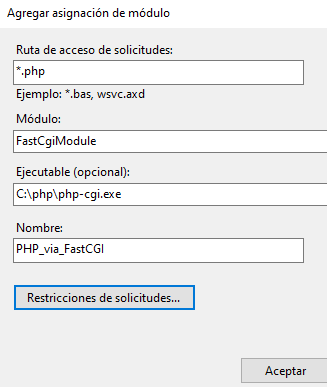 Agregar asignación de módulo
Ruta de acceso de solicitudes:
*.php
Ejemplo: *.bas, wsvc.axd
Módulo:
FastCgiModule
Ejecutable (opcional):
C:\php\php-cgi.exe
Nombre:
PHP_via_FastCGI
Restricciones de solicitudes...
Aceptar